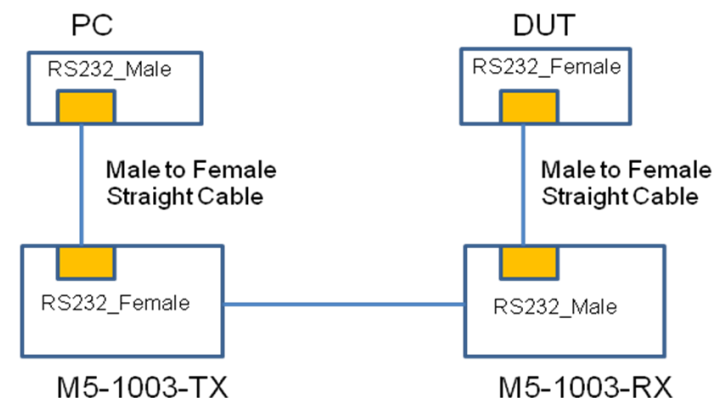 PC
DUT
RS232_Male
RS232_Female
Male to Female
Straight Cable
Male to Female
Straight Cable
RS232_Female
RS232_Male
M5-1003-TX
M5-1003-RX